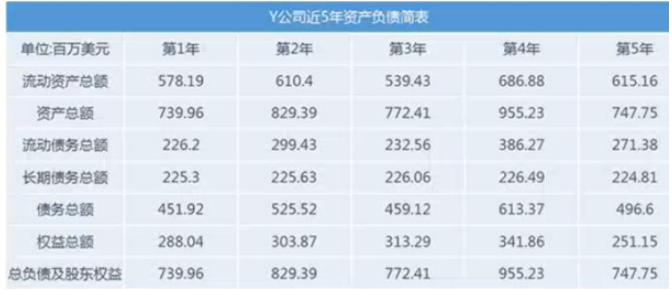 Y公司近5年资产负债简表
单位:百万美元 第1年 第2年 第3年 第4年 第5年
流动资产总额 578.19 610.4 539.43 686.88 615.16
资产总额 739.96 829.39 772.41 955.23 747.75
流动债务总额 226.2 299.43 232.56 386.27 271.38
长期债务总额 225.3 225.63 226.06 226.49 224.81
债务总额 451.92 525.52 459.12 613.37 496.6
权益总额 288.04 303.87 313.29 341.86 251.15
总负债及股东权益 739.96 829.39 772.41 955.23 747.75